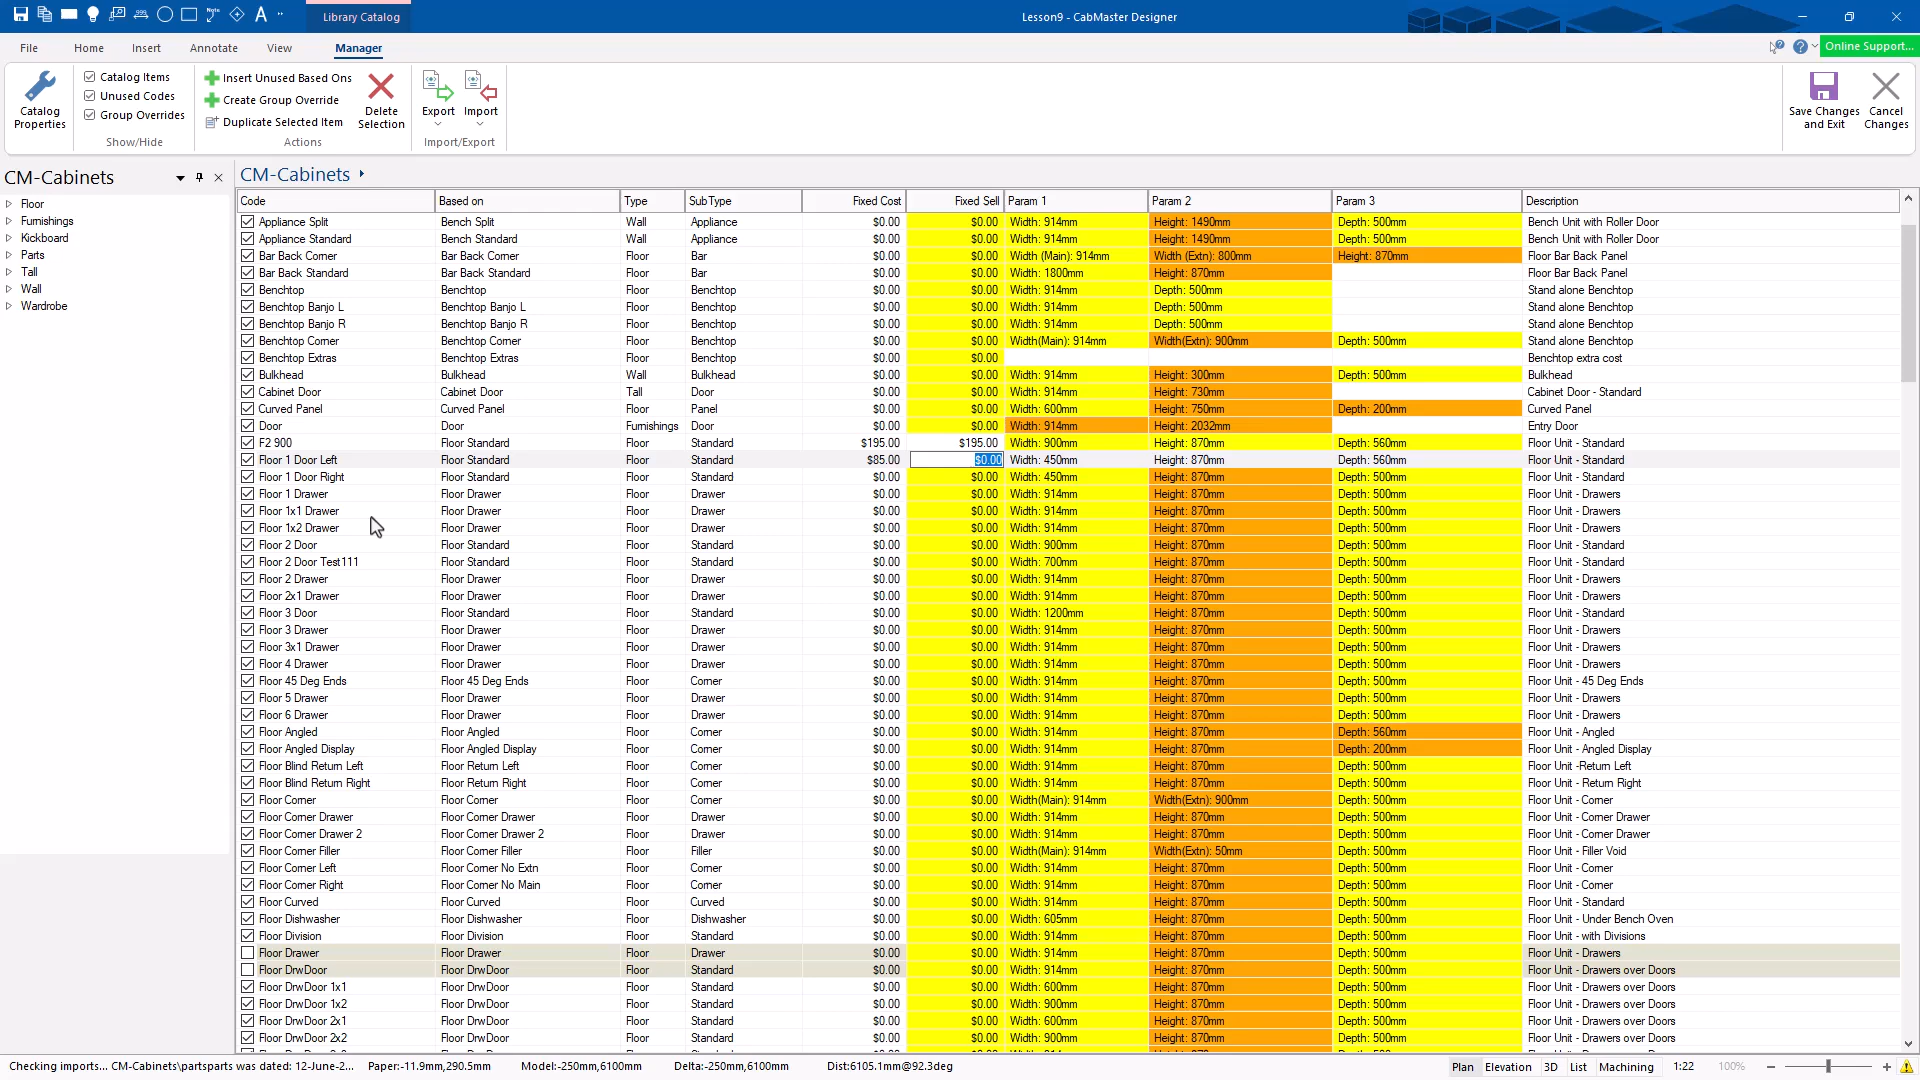 Library Catalog
Lesson9 - CabMaster Designer
File Home Insert Annotate View Manager
Online Support...
Catalog Properties
Catalog Items
Unused Codes
Group Overrides
Show/Hide
Insert Unused Based Ons
Create Group Override
Duplicate Selected Item
Delete Selection
Actions
Export Import
Import/Export
Save Changes and Exit
Cancel Changes
CM-Cabinets
Floor
Furnishings
Kickboard
Parts
Tall
Wall
Wardrobe
CM-Cabinets
Code Based on Type SubType Fixed Cost Fixed Sell Param 1 Param 2 Param 3 Description
Appliance Split Bench Split Wall Appliance $0.00 $0.00 Width: 914mm Height: 1490mm Depth: 500mm Bench Unit with Roller Door
Appliance Standard Bench Standard Wall Appliance $0.00 $0.00 Width: 914mm Height: 1490mm Depth: 500mm Bench Unit with Roller Door
Bar Back Corner Bar Back Corner Floor Bar $0.00 $0.00 Width (Main): 914mm Width (Extn): 800mm Height: 870mm Floor Bar Back Panel
Bar Back Standard Bar Back Standard Floor Bar $0.00 $0.00 Width: 1800mm Height: 870mm Floor Bar Back Panel
Benchtop Benchtop Floor Benchtop $0.00 $0.00 Width: 914mm Depth: 500mm Stand alone Benchtop
Benchtop Banjo L Benchtop Banjo L Floor Benchtop $0.00 $0.00 Width: 914mm Depth: 500mm Stand alone Benchtop
Benchtop Banjo R Benchtop Banjo R Floor Benchtop $0.00 $0.00 Width: 914mm Depth: 500mm Stand alone Benchtop
Benchtop Corner Benchtop Corner Floor Benchtop $0.00 $0.00 Width(Main): 914mm Width(Extn): 900mm Depth: 500mm Stand alone Benchtop
Benchtop Extras Benchtop Extras Floor Benchtop $0.00 $0.00 Benchtop extra cost
Bulkhead Bulkhead Wall Bulkhead $0.00 $0.00 Width: 914mm Height: 300mm Depth: 500mm Bulkhead
Cabinet Door Cabinet Door Tall Door $0.00 $0.00 Width: 914mm Height: 730mm Cabinet Door - Standard
Curved Panel Curved Panel Floor Panel $0.00 $0.00 Width: 600mm Height: 750mm Depth: 200mm Curved Panel
Door Door Furnishings Door $0.00 $0.00 Width: 914mm Height: 2032mm Entry Door
F2 900 Floor Standard Floor Standard $195.00 $195.00 Width: 900mm Height: 870mm Depth: 560mm Floor Unit - Standard
Floor 1 Door Left Floor Standard Floor Standard $85.00 $0.00 Width: 450mm Height: 870mm Depth: 560mm Floor Unit - Standard
Floor 1 Door Right Floor Standard Floor Standard $0.00 $0.00 Width: 450mm Height: 870mm Depth: 500mm Floor Unit - Standard
Floor 1 Drawer Floor Drawer Floor Drawer $0.00 $0.00 Width: 914mm Height: 870mm Depth: 500mm Floor Unit - Drawers
Floor 1x1 Drawer Floor Drawer Floor Drawer $0.00 $0.00 Width: 914mm Height: 870mm Depth: 500mm Floor Unit - Drawers
Floor 1x2 Drawer Floor Drawer Floor Drawer $0.00 $0.00 Width: 914mm Height: 870mm Depth: 500mm Floor Unit - Drawers
Floor 2 Door Floor Standard Floor Standard $0.00 $0.00 Width: 900mm Height: 870mm Depth: 500mm Floor Unit - Standard
Floor 2 Door Test111 Floor Standard Floor Standard $0.00 $0.00 Width: 700mm Height: 870mm Depth: 500mm Floor Unit - Standard
Floor 2 Drawer Floor Drawer Floor Drawer $0.00 $0.00 Width: 914mm Height: 870mm Depth: 500mm Floor Unit - Drawers
Floor 2x1 Drawer Floor Drawer Floor Drawer $0.00 $0.00 Width: 914mm Height: 870mm Depth: 500mm Floor Unit - Drawers
Floor 3 Door Floor Standard Floor Standard $0.00 $0.00 Width: 1200mm Height: 870mm Depth: 500mm Floor Unit - Standard
Floor 3 Drawer Floor Drawer Floor Drawer $0.00 $0.00 Width: 914mm Height: 870mm Depth: 500mm Floor Unit - Drawers
Floor 3x1 Drawer Floor Drawer Floor Drawer $0.00 $0.00 Width: 914mm Height: 870mm Depth: 500mm Floor Unit - Drawers
Floor 4 Drawer Floor Drawer Floor Drawer $0.00 $0.00 Width: 914mm Height: 870mm Depth: 500mm Floor Unit - Drawers
Floor 45 Deg Ends Floor 45 Deg Ends Floor Corner $0.00 $0.00 Width: 914mm Height: 870mm Depth: 500mm Floor Unit - 45 Deg Ends
Floor 5 Drawer Floor Drawer Floor Drawer $0.00 $0.00 Width: 914mm Height: 870mm Depth: 500mm Floor Unit - Drawers
Floor 6 Drawer Floor Drawer Floor Drawer $0.00 $0.00 Width: 914mm Height: 870mm Depth: 500mm Floor Unit - Drawers
Floor Angled Floor Angled Floor Corner $0.00 $0.00 Width: 914mm Height: 870mm Depth: 560mm Floor Unit - Angled
Floor Angled Display Floor Angled Display Floor Corner $0.00 $0.00 Width: 914mm Height: 870mm Depth: 200mm Floor Unit - Angled Display
Floor Blind Return Left Floor Return Left Floor Corner $0.00 $0.00 Width: 914mm Height: 870mm Depth: 500mm Floor Unit -Return Left
Floor Blind Return Right Floor Return Right Floor Corner $0.00 $0.00 Width: 914mm Height: 870mm Depth: 500mm Floor Unit - Return Right
Floor Corner Floor Corner Floor Corner $0.00 $0.00 Width(Main): 914mm Width(Extn): 900mm Depth: 500mm Floor Unit - Corner
Floor Corner Drawer Floor Corner Drawer Floor Drawer $0.00 $0.00 Width: 914mm Height: 870mm Depth: 500mm Floor Unit - Corner Drawer
Floor Corner Drawer 2 Floor Corner Drawer 2 Floor Drawer $0.00 $0.00 Width: 914mm Height: 870mm Depth: 500mm Floor Unit - Corner Drawer
Floor Corner Filler Floor Corner Filler Floor Filler $0.00 $0.00 Width(Main): 914mm Width(Extn): 50mm Depth: 500mm Floor Unit - Filler Void
Floor Corner Left Floor Corner No Extn Floor Corner $0.00 $0.00 Width: 914mm Height: 870mm Depth: 500mm Floor Unit - Corner
Floor Corner Right Floor Corner No Main Floor Corner $0.00 $0.00 Width: 914mm Height: 870mm Depth: 500mm Floor Unit - Corner
Floor Curved Floor Curved Floor Curved $0.00 $0.00 Width: 914mm Height: 870mm Depth: 500mm Floor Unit - Standard
Floor Dishwasher Floor Dishwasher Floor Dishwasher $0.00 $0.00 Width: 605mm Height: 870mm Depth: 500mm Floor Unit - Under Bench Oven
Floor Division Floor Division Floor Standard $0.00 $0.00 Width: 914mm Height: 870mm Depth: 500mm Floor Unit - with Divisions
Floor Drawer Floor Drawer Floor Drawer $0.00 $0.00 Width: 914mm Height: 870mm Depth: 500mm Floor Unit - Drawers
Floor DrwDoor Floor DrwDoor Floor Standard $0.00 $0.00 Width: 914mm Height: 870mm Depth: 500mm Floor Unit - Drawers over Doors
Floor DrwDoor 1x1 Floor DrwDoor Floor Standard $0.00 $0.00 Width: 600mm Height: 870mm Depth: 500mm Floor Unit - Drawers over Doors
Floor DrwDoor 1x2 Floor DrwDoor Floor Standard $0.00 $0.00 Width: 900mm Height: 870mm Depth: 500mm Floor Unit - Drawers over Doors
Floor DrwDoor 2x1 Floor DrwDoor Floor Standard $0.00 $0.00 Width: 600mm Height: 870mm Depth: 500mm Floor Unit - Drawers over Doors
Floor DrwDoor 2x2 Floor DrwDoor Floor Standard $0.00 $0.00 Width: 900mm Height: 870mm Depth: 500mm Floor Unit - Drawers over Doors
Checking imports... CM-Cabinets\partsparts was dated: 12-June-2... Paper:-11.9mm,290.5mm Model:-250mm,6100mm Delta:-250mm,6100mm Dist:6105.1mm@92.3deg Plan Elevation 3D List Machining 1:22 100%